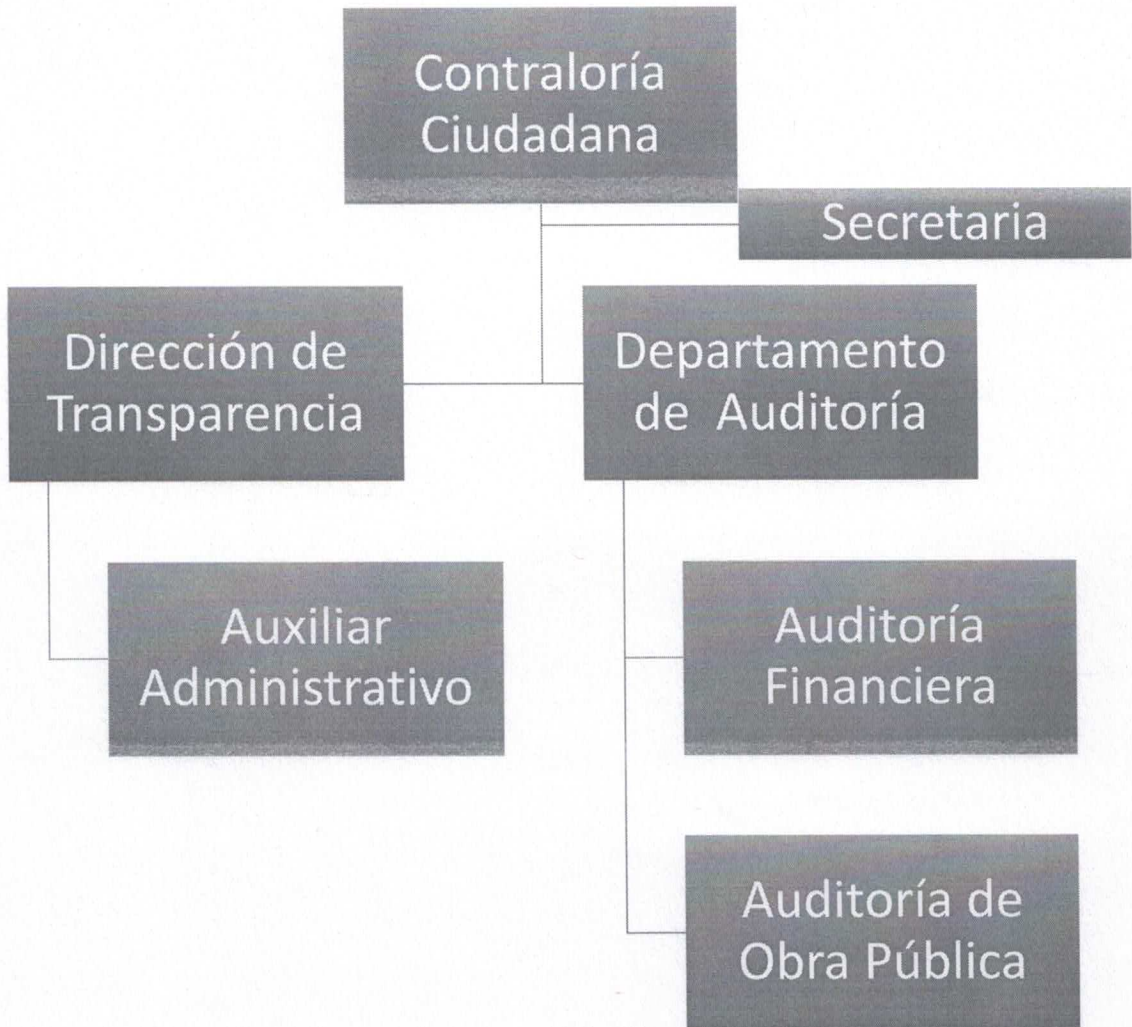 Contraloría
Ciudadana
Secretaria
Dirección de
Transparencia
Departamento
de Auditoría
Auxiliar
Administrativo
Auditoría
Financiera
Auditoría de
Obra Pública